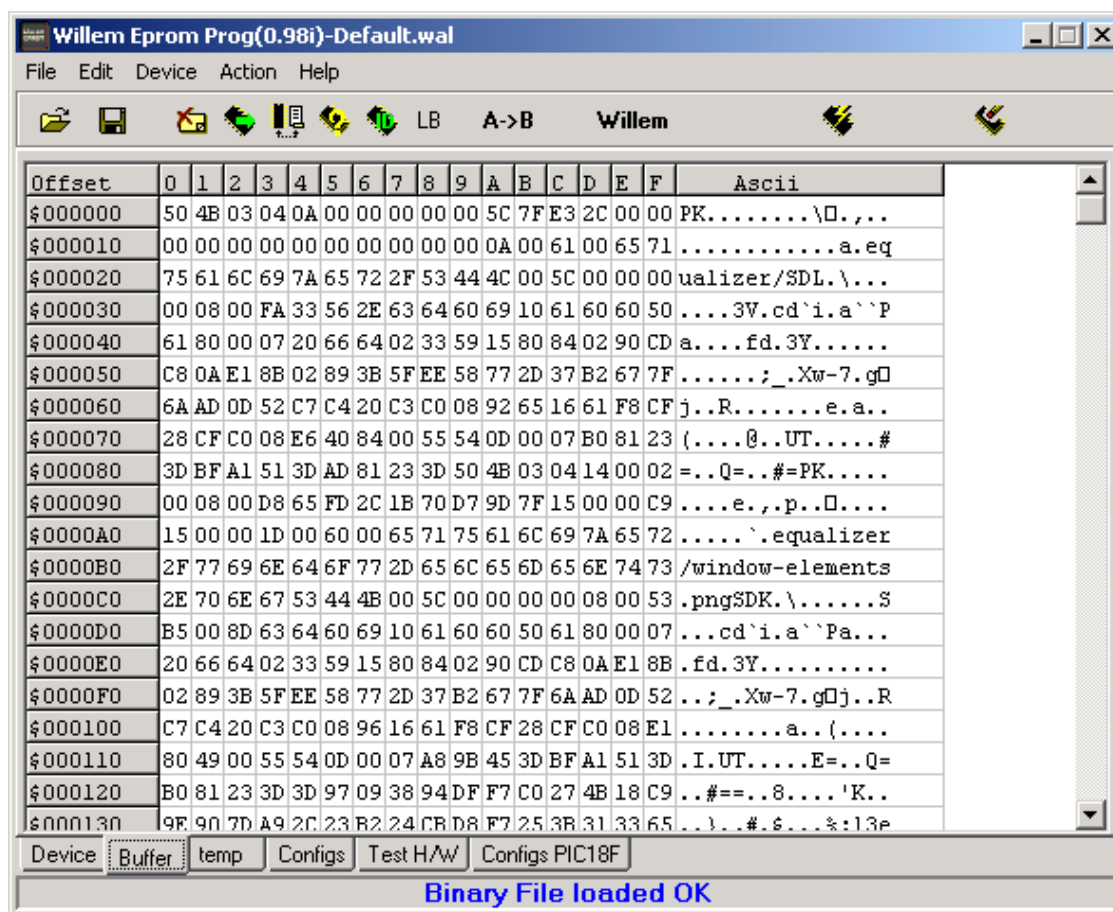 Willem Eprom Prog(0.98i)-Default.wal
File Edit Device Action Help
LB A->B Willem
Offset 0 1 2 3 4 5 6 7 8 9 A B C D E F Ascii
$000000 50 4B 03 04 0A 00 00 00 00 00 5C 7F E3 2C 00 00 PK........\□.,..
$000010 00 00 00 00 00 00 00 00 00 00 0A 00 61 00 65 71 ............a.eq
$000020 75 61 6C 69 7A 65 72 2F 53 44 4C 00 5C 00 00 00 ualizer/SDL.\...
$000030 00 08 00 FA 33 56 2E 63 64 60 69 10 61 60 60 50 ....3V.cd`i.a``P
$000040 61 80 00 07 20 66 64 02 33 59 15 80 84 02 90 CD a....fd.3Y......
$000050 C8 0A E1 8B 02 89 3B 5F EE 58 77 2D 37 B2 67 7F ......;_.Xw-7.g□
$000060 6A AD 0D 52 C7 C4 20 C3 C0 08 92 65 16 61 F8 CF j..R.......e.a..
$000070 28 CF C0 08 E6 40 84 00 55 54 0D 00 07 B0 81 23 (....@..UT.....#
$000080 3D BF A1 51 3D AD 81 23 3D 50 4B 03 04 14 00 02 =..Q=..#=PK.....
$000090 00 08 00 D8 65 FD 2C 1B 70 D7 9D 7F 15 00 00 C9 ....e.,.p..□....
$0000A0 15 00 00 1D 00 60 00 65 71 75 61 6C 69 7A 65 72 .....`.equalizer
$0000B0 2F 77 69 6E 64 6F 77 2D 65 6C 65 6D 65 6E 74 73 /window-elements
$0000C0 2E 70 6E 67 53 44 4B 00 5C 00 00 00 00 08 00 53 .pngSDK.\......S
$0000D0 B5 00 8D 63 64 60 69 10 61 60 60 50 61 80 00 07 ...cd`i.a``Pa...
$0000E0 20 66 64 02 33 59 15 80 84 02 90 CD C8 0A E1 8B .fd.3Y..........
$0000F0 02 89 3B 5F EE 58 77 2D 37 B2 67 7F 6A AD 0D 52 ..;_.Xw-7.g□j..R
$000100 C7 C4 20 C3 C0 08 96 16 61 F8 CF 28 CF C0 08 E1 ........a..(....
$000110 80 49 00 55 54 0D 00 07 A8 9B 45 3D BF A1 51 3D .I.UT.....E=..Q=
$000120 B0 81 23 3D 3D 97 09 38 94 DF F7 C0 27 4B 18 C9 ..#==..8....'K..
$000130 9E 90 7D A9 2C 23 B2 24 CB D8 F7 25 3B 31 33 65 ..}.,#.$...%;13e
Device Buffer temp Configs Test H/W Configs PIC18F
Binary File loaded OK